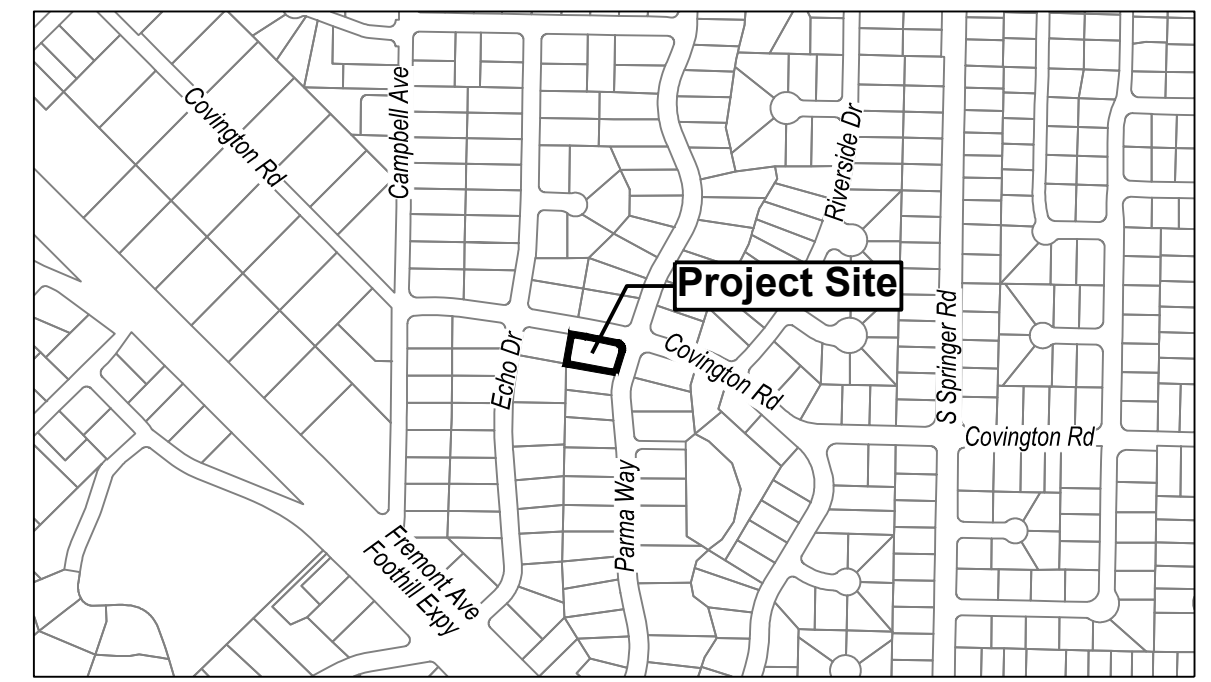 Covington Rd
Campbell Ave
Riverside Dr
Project Site
Echo Dr
Covington Rd
S Springer Rd
Covington Rd
Parma Way
Fremont Ave
Foothill Expy